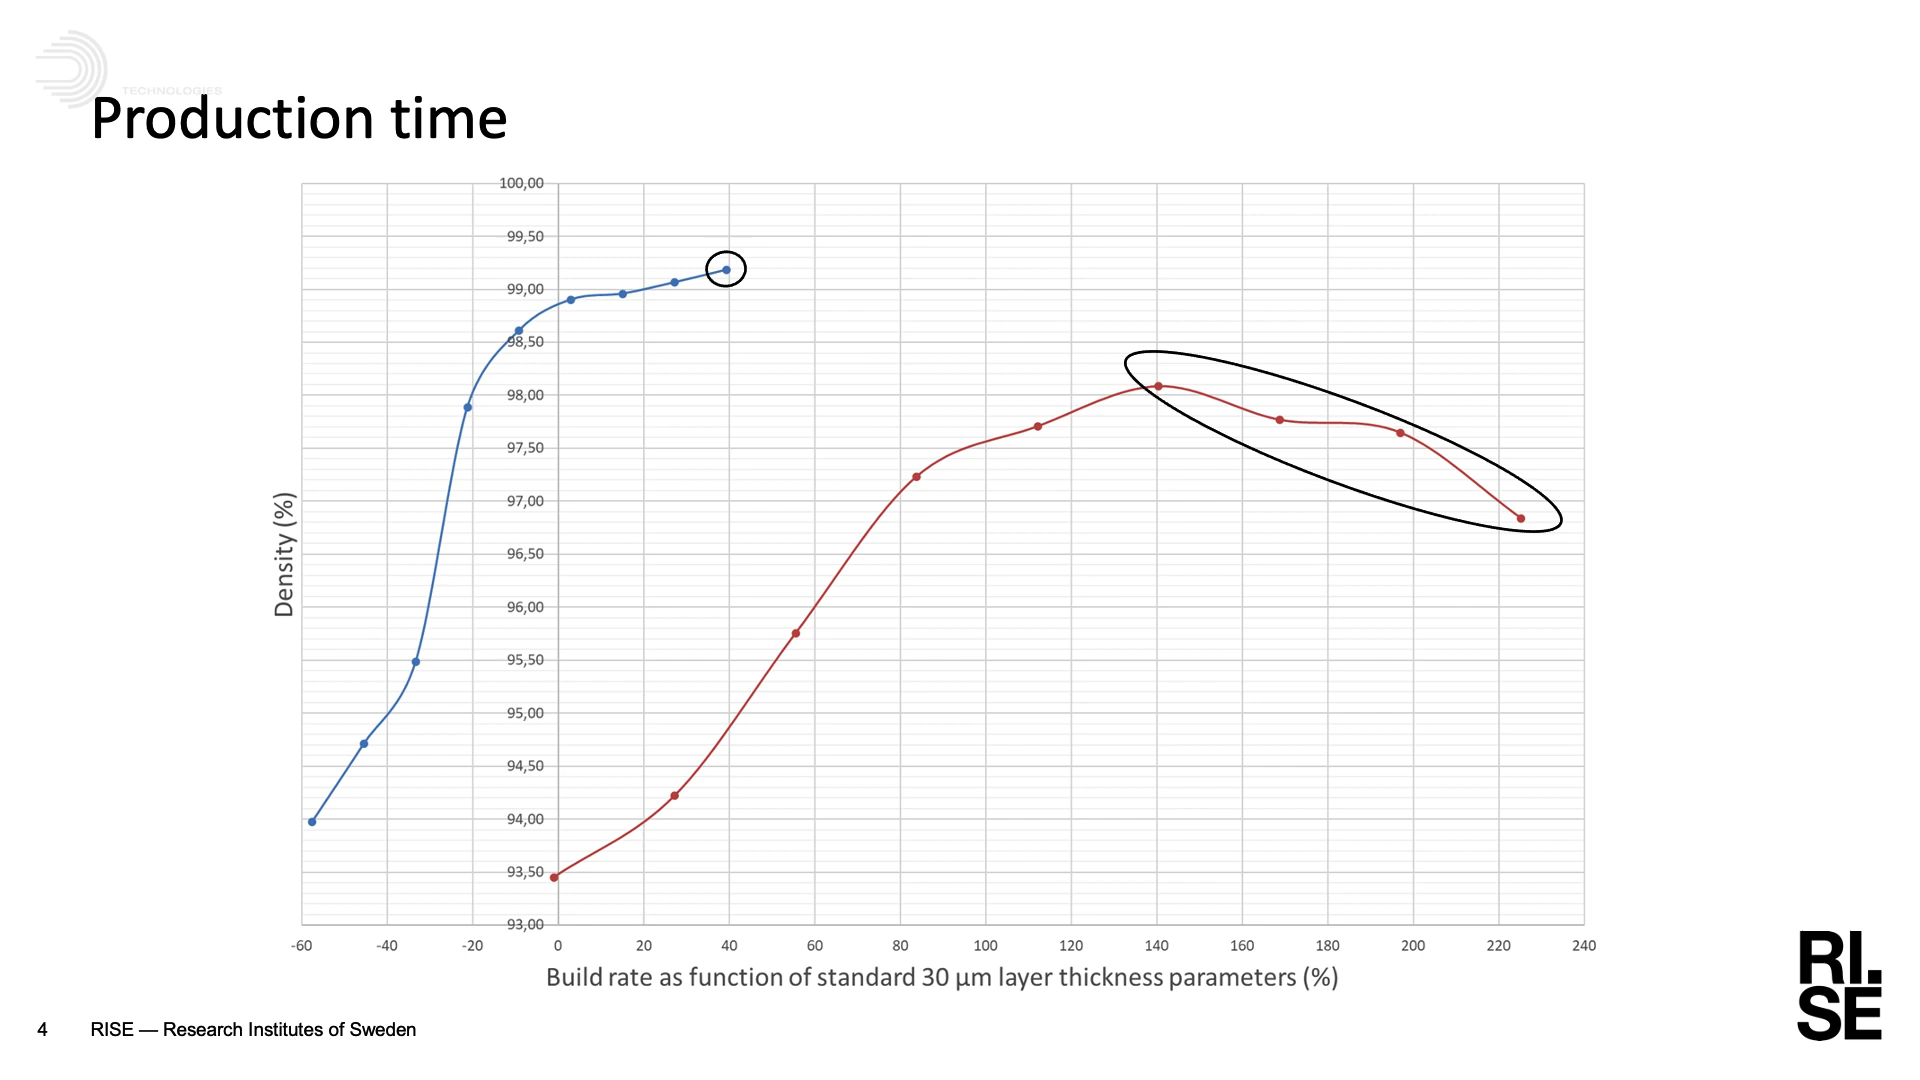 TECHNOLOGIES
Production time
100,00
99,50
99,00
98,50
98,00
97,50
97,00
96,50
96,00
95,50
95,00
94,50
94,00
93,50
93,00
Density (%)
-60 -40 -20 0 20 40 60 80 100 120 140 160 180 200 220 240
Build rate as function of standard 30 µm layer thickness parameters (%)
RI.
SE
4 RISE — Research Institutes of Sweden